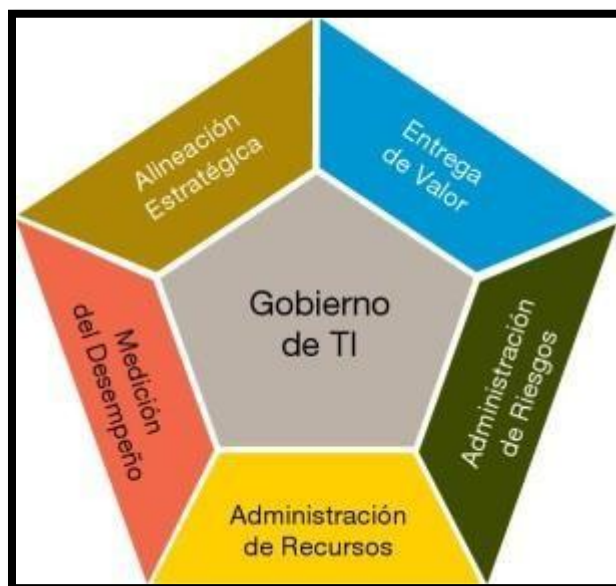 Alineación
Estratégica
Entrega
de Valor
Gobierno
de TI
Medición
del Desempeño
Administración
de Riesgos
Administración
de Recursos